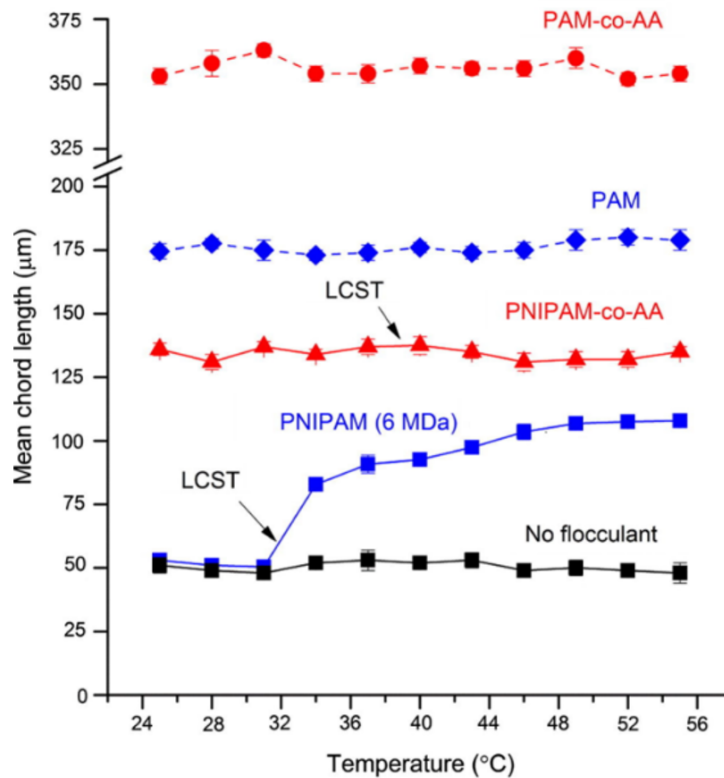 375
PAM-co-AA
350
325
200
PAM
175
LCST
PNIPAM-co-AA
150
125
PNIPAM (6 MDa)
100
LCST
75
No flocculant
50
25
0
24 28 32 36 40 44 48 52 56
Temperature (°C)
Mean chord length (μm)